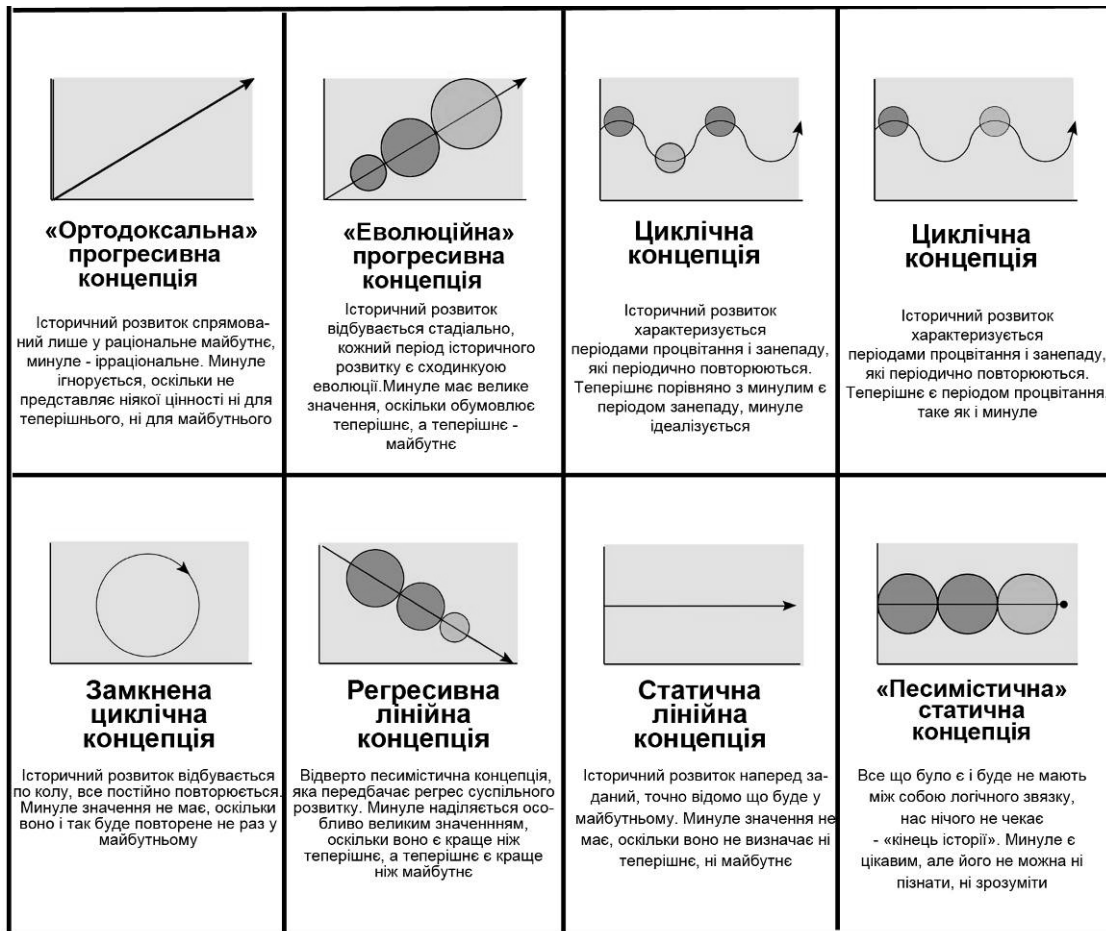 «Ортодоксальна»
прогресивна
концепція
Історичний розвиток спрямова-
ний лише у раціональне майбутнє,
минуле - ірраціональне. Минуле
ігнорується, оскільки не
представляє ніякої цінності ні для
теперішнього, ні для майбутнього
«Еволюційна»
прогресивна
концепція
Історичний розвиток
відбувається стадіально,
кожний період історичного
розвитку є сходинкуою
еволюції.Минуле має велике
значення, оскільки обумовлює
теперішнє, а теперішнє -
майбутнє
Циклічна
концепція
Історичний розвиток
характеризується
періодами процвітання і занепаду,
які періодично повторюються.
Теперішнє порівняно з минулим є
періодом занепаду, минуле
ідеалізується
Циклічна
концепція
Історичний розвиток
характеризується
періодами процвітання і занепаду,
які періодично повторюються.
Теперішнє є періодом процвітання,
таке як і минуле
Замкнена
циклічна
концепція
Історичний розвиток відбувається
по колу, все постійно повторюється.
Минуле значення не має, оскільки
воно і так буде повторене не раз у
майбутньому
Регресивна
лінійна
концепція
Відверто песимістична концепція,
яка передбачає регрес суспільного
розвитку. Минуле наділяється осо-
бливо великим значеннням,
оскільки воно є краще ніж
теперішнє, а теперішнє є краще
ніж майбутнє
Статична
лінійна
концепція
Історичний розвиток наперед за-
даний, точно відомо що буде у
майбутньому. Минуле значення не
має, оскільки воно не визначає ні
теперішнє, ні майбутнє
«Песимістична»
статична
концепція
Все що було є і буде не мають
між собою логічного звязку,
нас нічого не чекає
- «кінець історії». Минуле є
цікавим, але його не можна ні
пізнати, ні зрозуміти